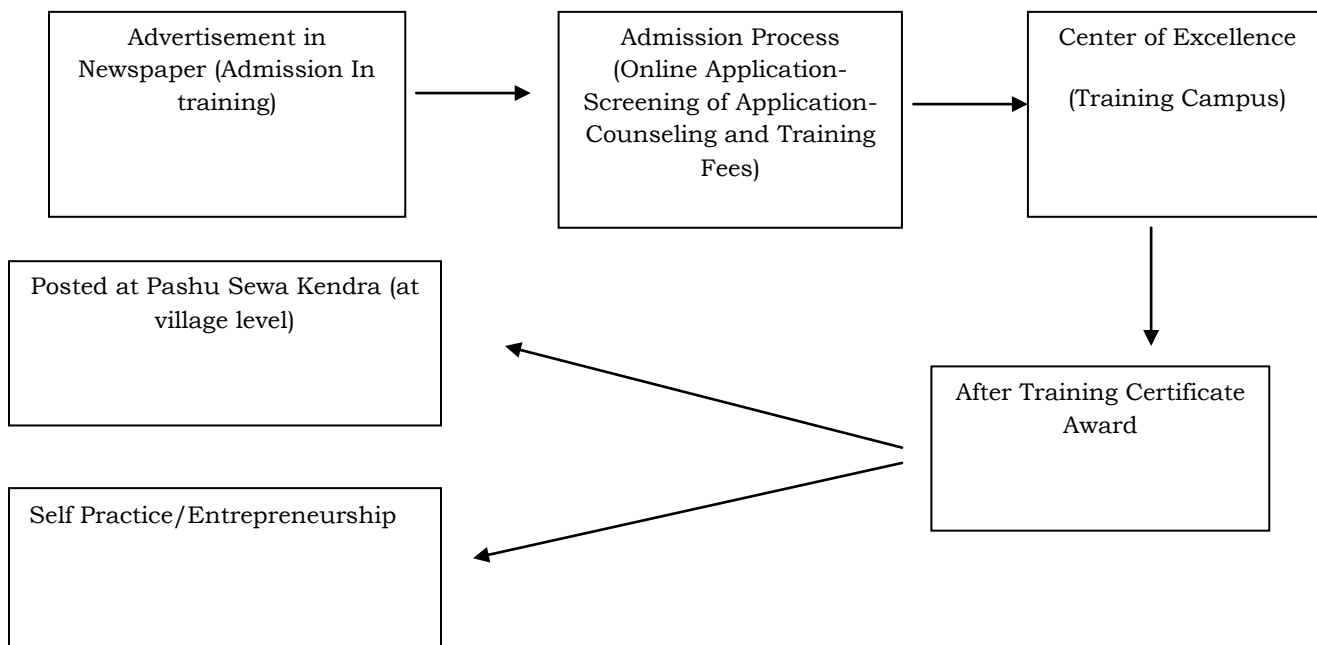 Advertisement in
Newspaper (Admission In
training)
Admission Process
(Online Application-
Screening of Application-
Counseling and Training
Fees)
Center of Excellence
(Training Campus)
Posted at Pashu Sewa Kendra (at
village level)
After Training Certificate
Award
Self Practice/Entrepreneurship